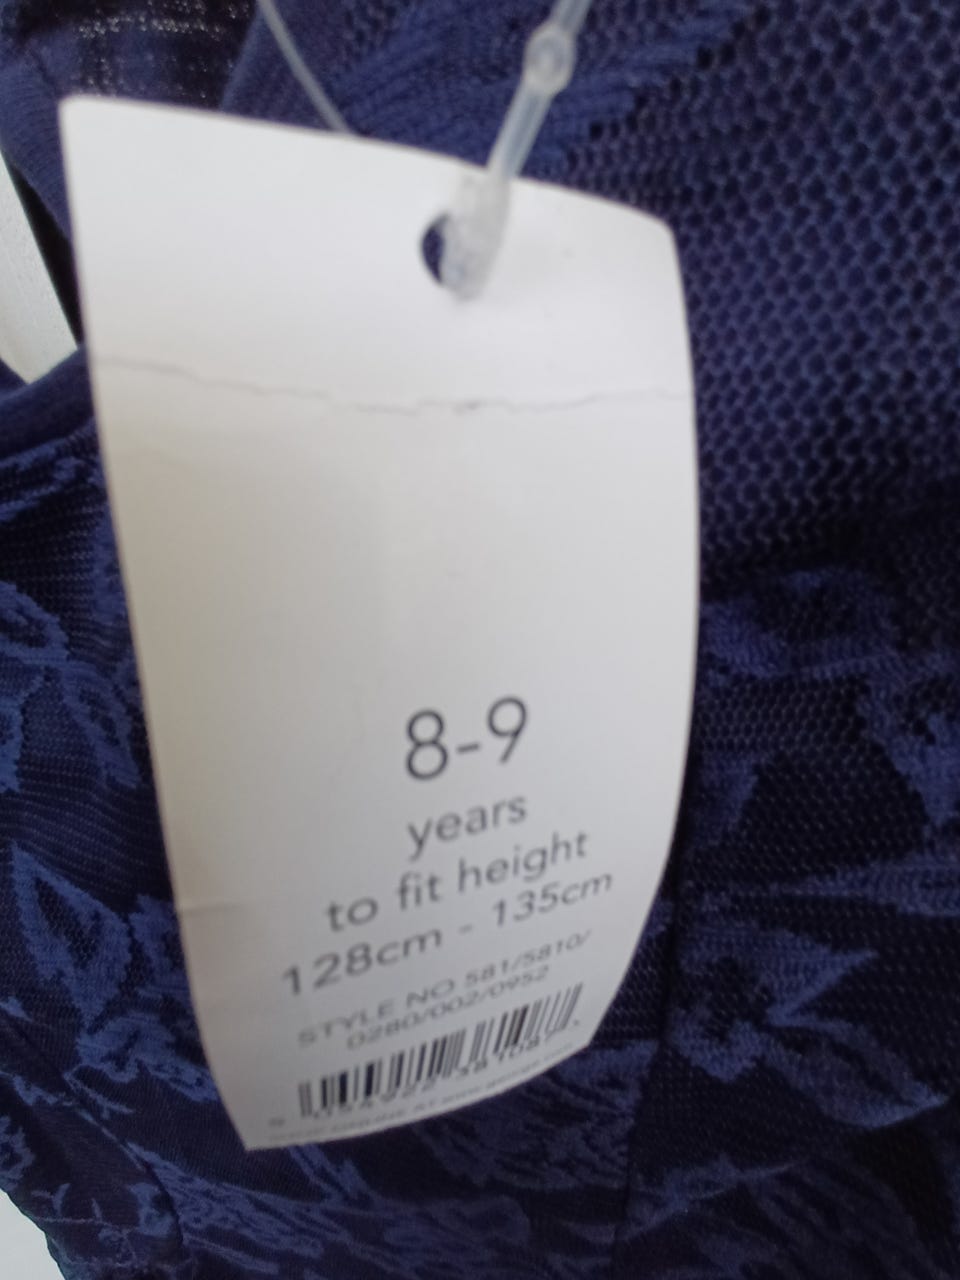 8-9
years
to fit height
128cm - 135cm
STYLE NO 581/5810/
0280/002/0952